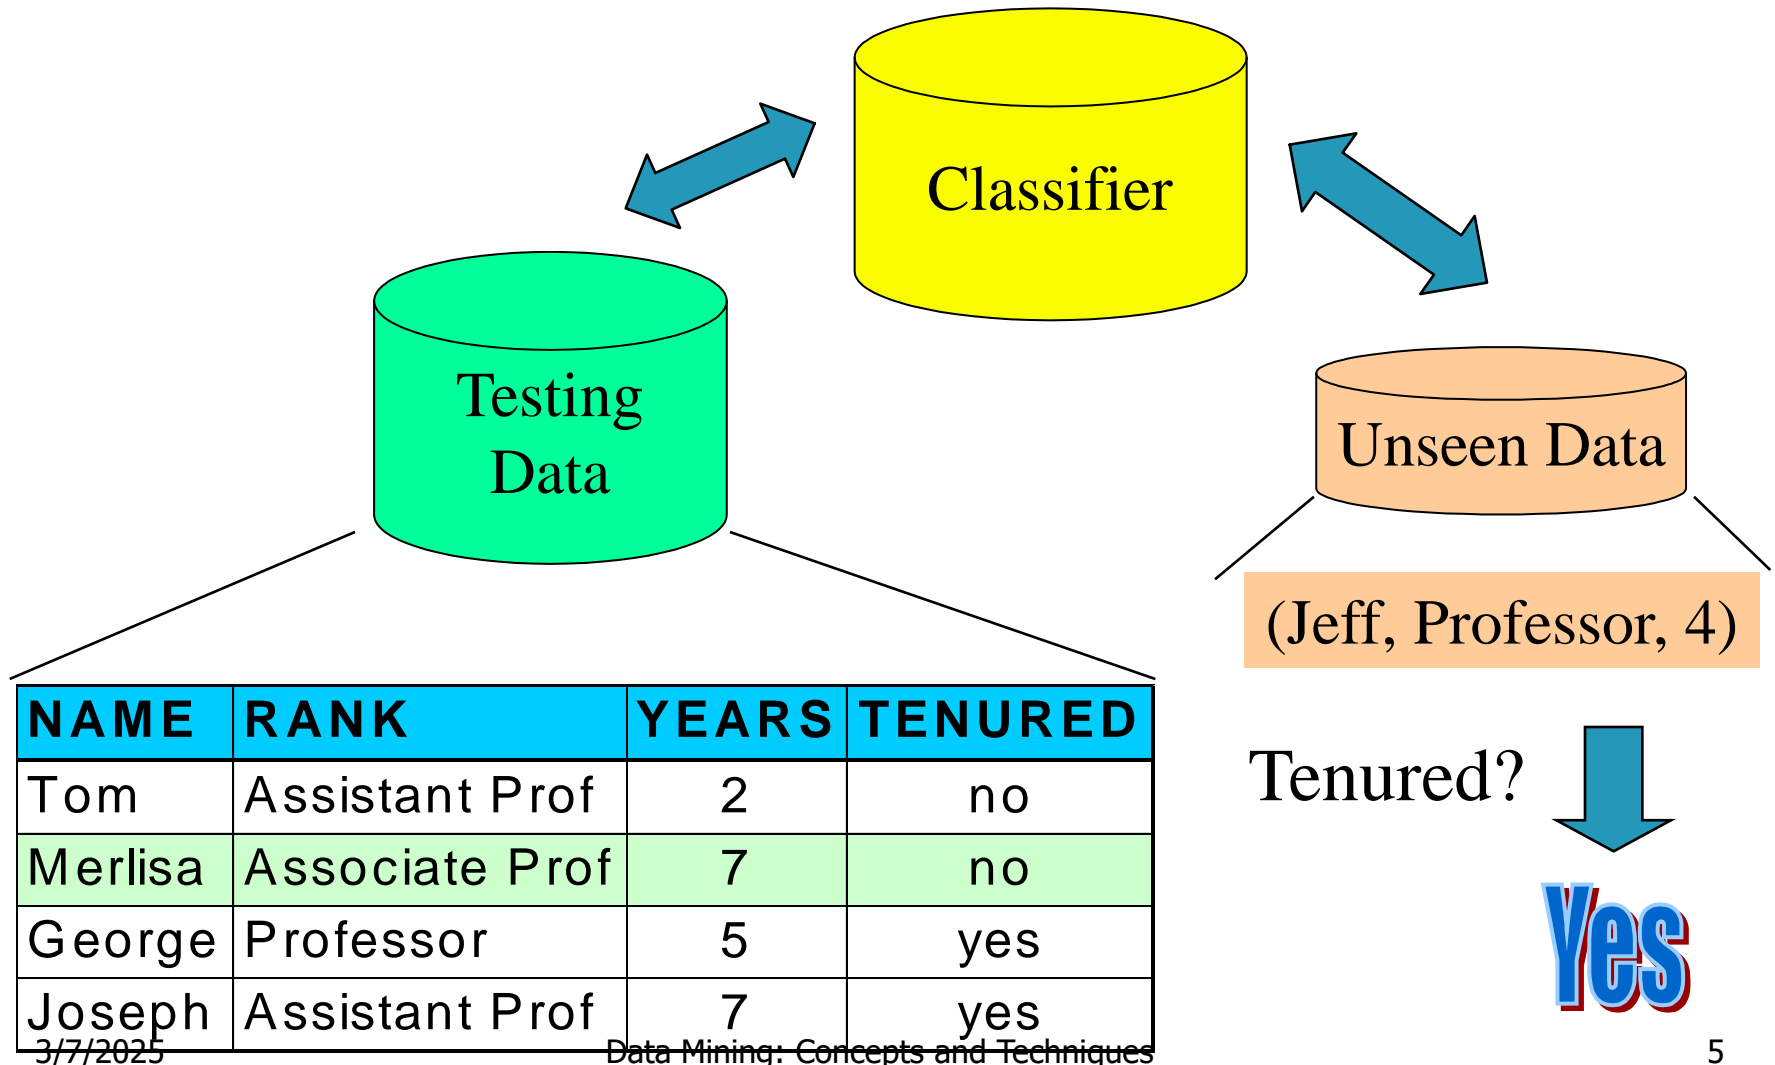 Classifier
Testing
Data
Unseen Data
(Jeff, Professor, 4)
NAME RANK YEARS TENURED
Tom Assistant Prof 2 no
Merlisa Associate Prof 7 no
George Professor 5 yes
Joseph Assistant Prof 7 yes
Tenured?
Yes
3/7/2025 Data Mining: Concepts and Techniques 5